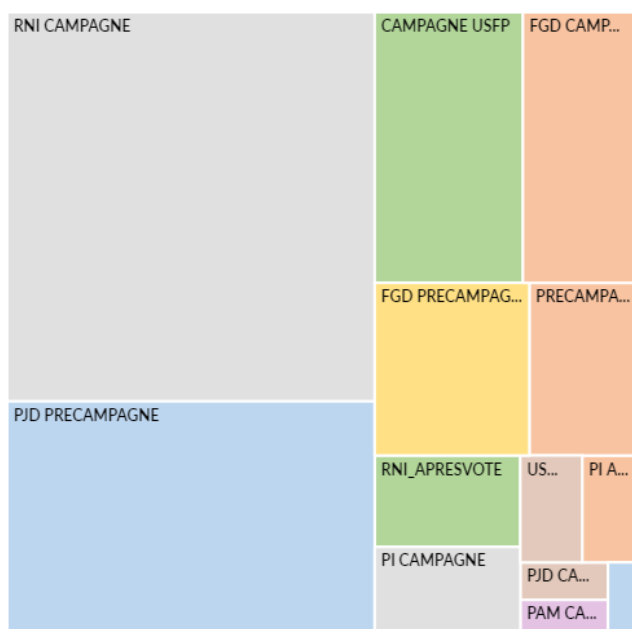 RNI CAMPAGNE
CAMPAGNE USFP
FGD CAMP...
FGD PRECAMPAG...
PRECAMPA...
PJD PRECAMPAGNE
RNI_APRESVOTE
US...
PI A...
PI CAMPAGNE
PJD CA...
PAM CA...